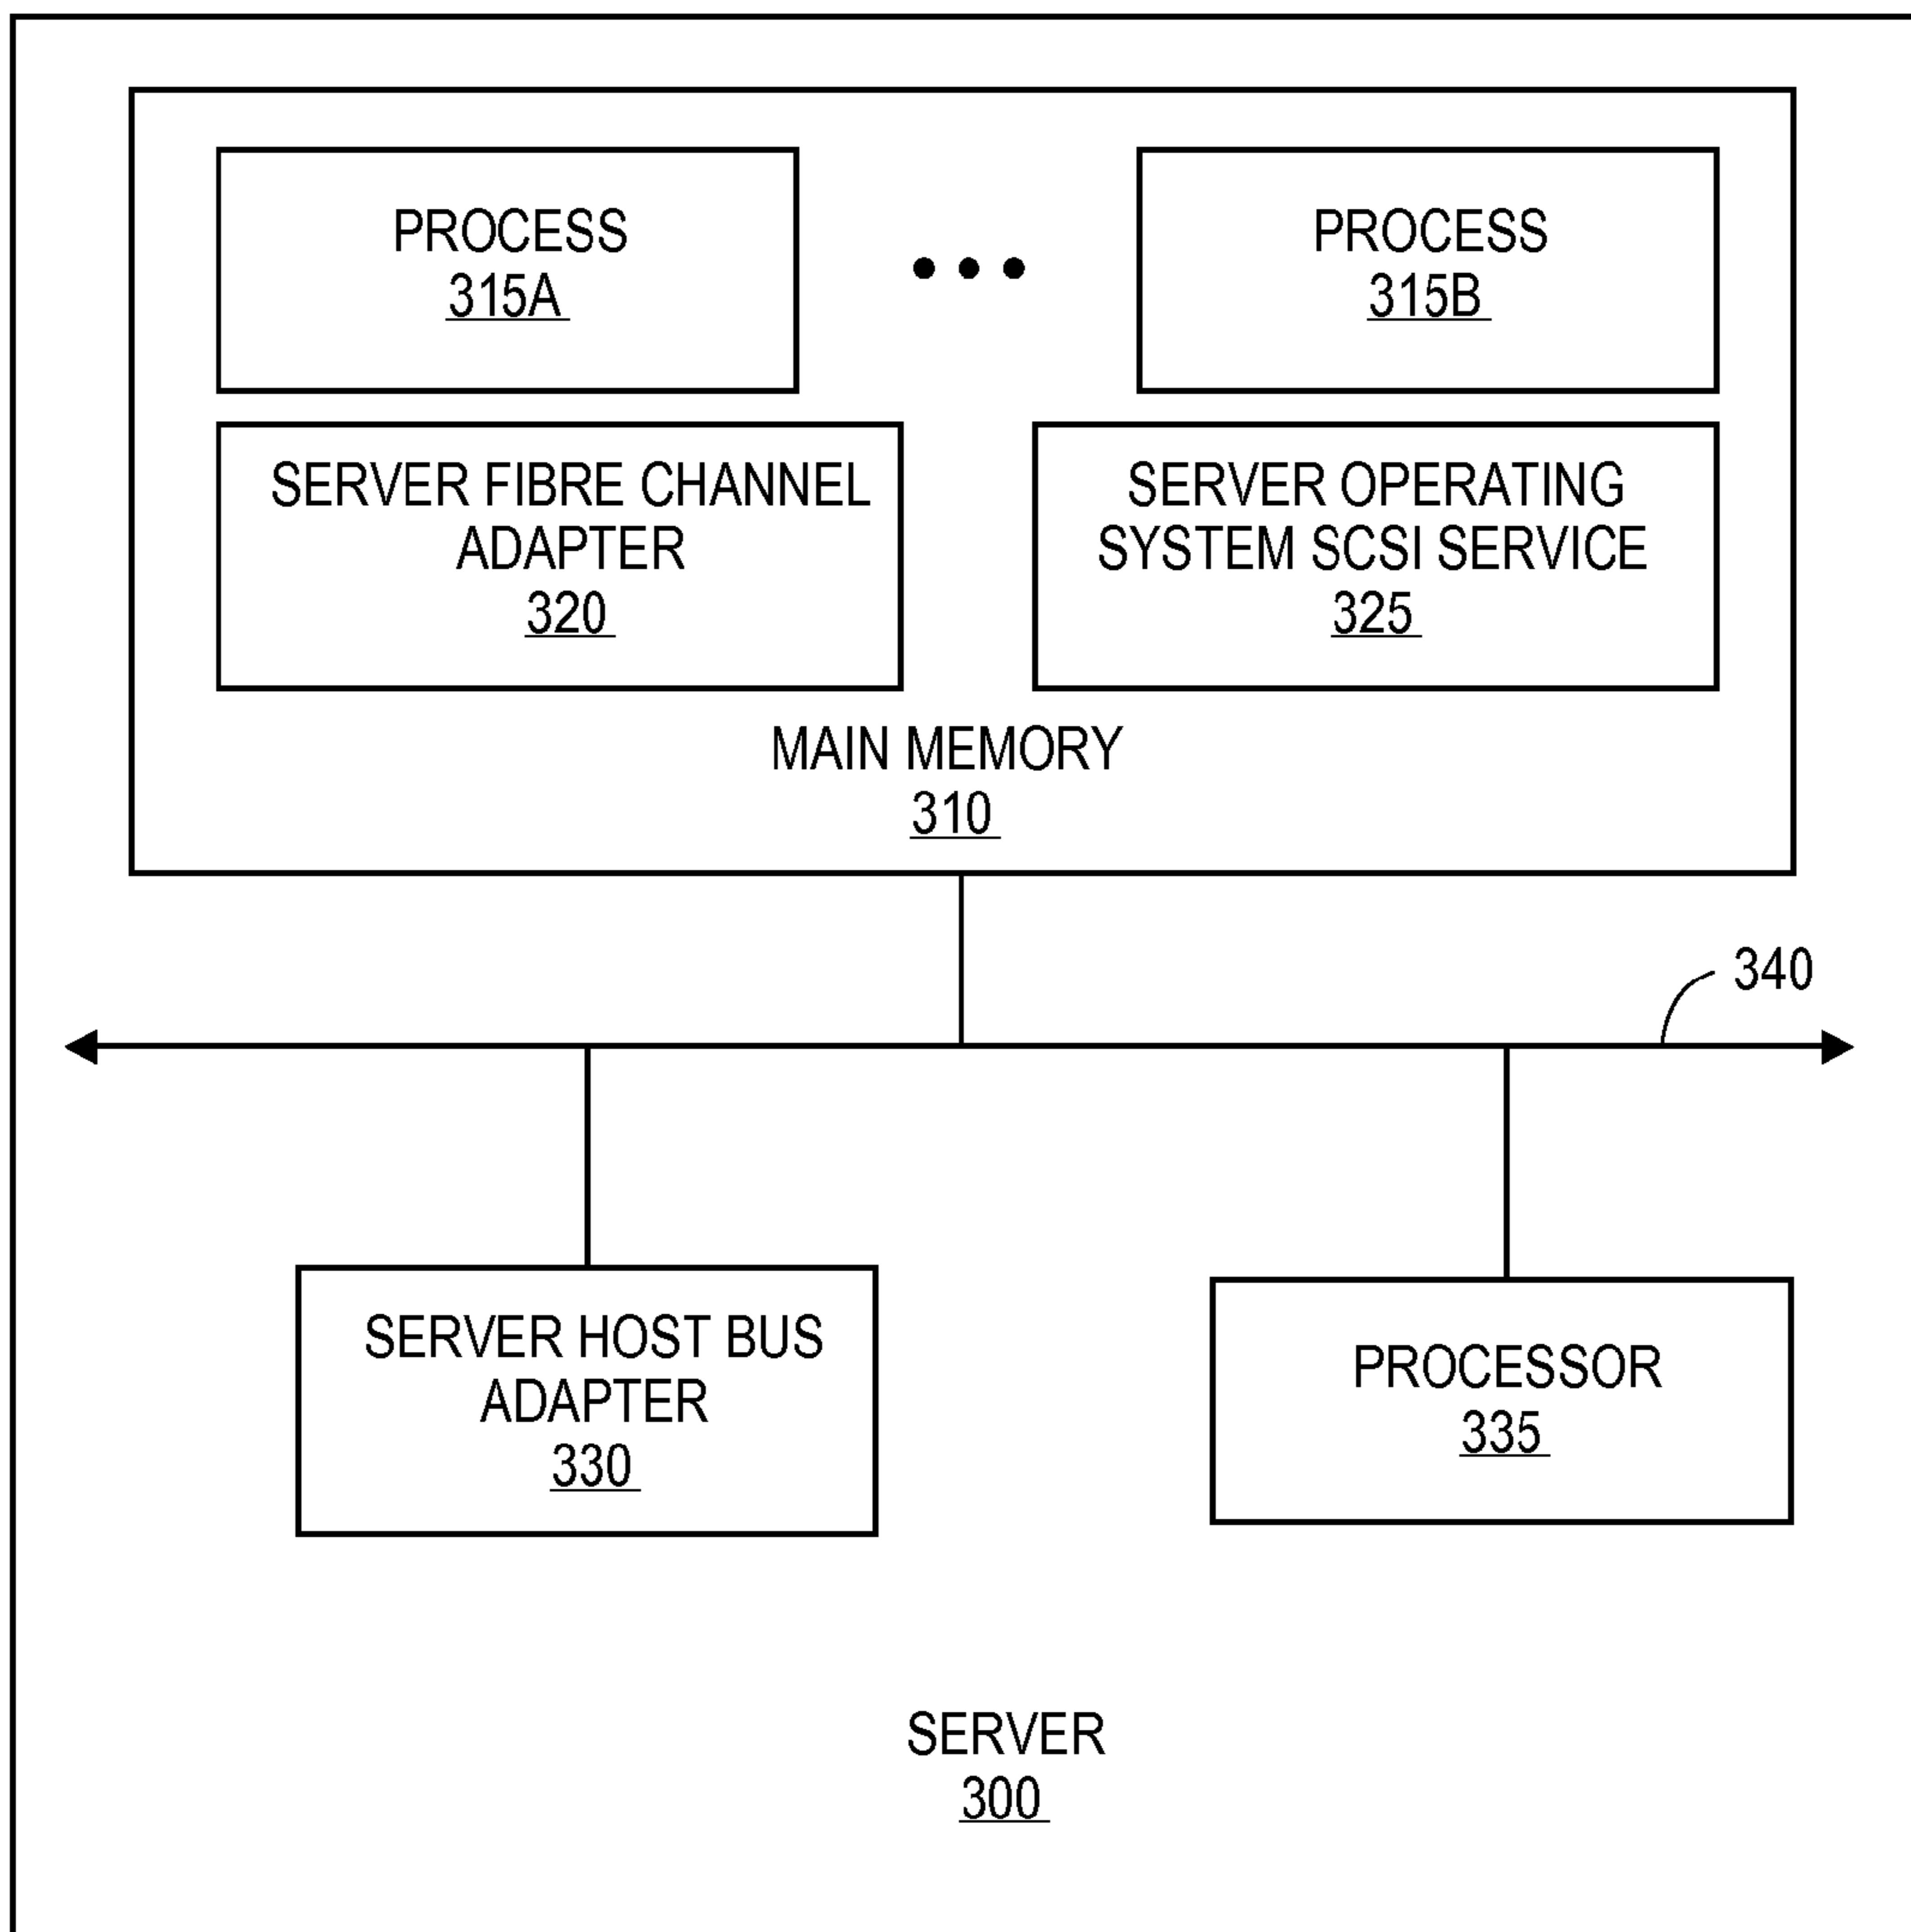 PROCESS
315A
PROCESS
315B
SERVER FIBRE CHANNEL
ADAPTER
320
SERVER OPERATING
SYSTEM SCSI SERVICE
325
MAIN MEMORY
310
340
SERVER HOST BUS
ADAPTER
330
PROCESSOR
335
SERVER
300